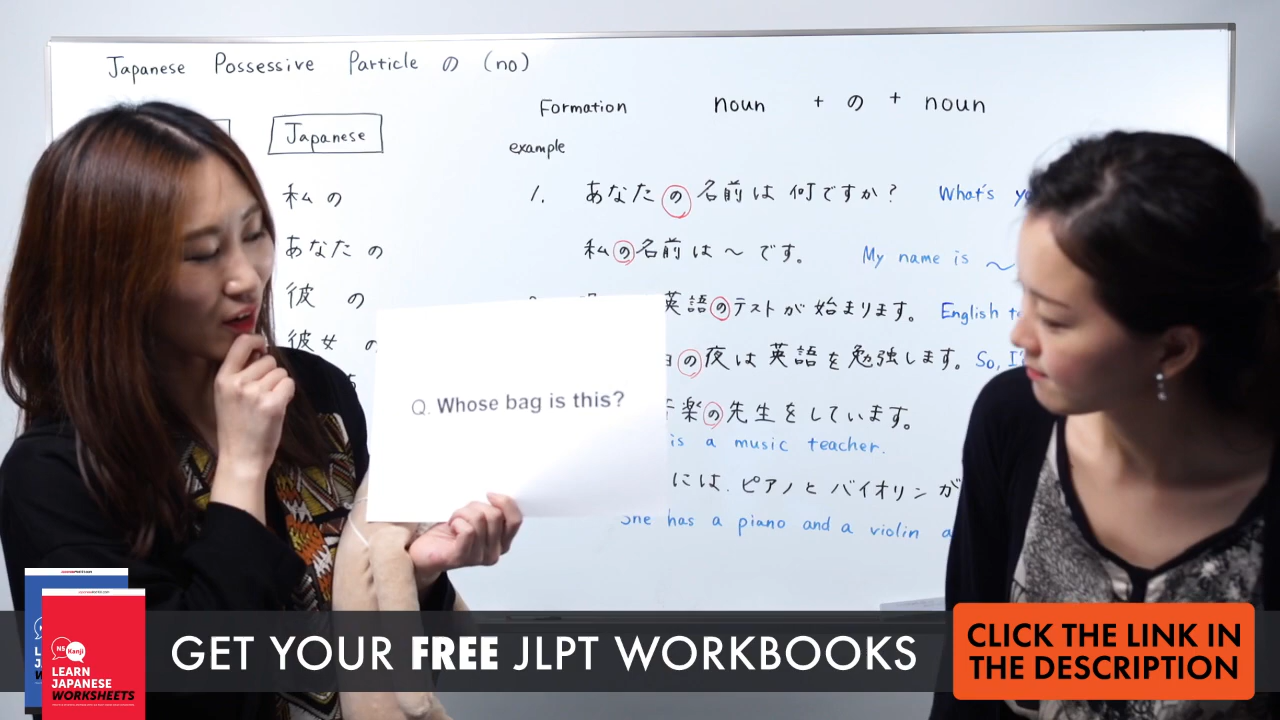 Japanese Possessive Particle の (no)
Formation noun + の + noun
Japanese
example
私 の
1. あなた の 名前 は 何ですか? What's
あなた の
私 の 名前 は ～ です。 My name is ～
彼 の
英語 の テスト が 始まります。 English
彼女 の
の 夜 は 英語 を 勉強します。 So,
の 先生 を しています。
is a music teacher.
には、ピアノ と バイオリン が
She has a piano and a violin
Q. Whose bag is this?
LEARN
JAPANESE
WORKSHEETS
N5 Kanji
GET YOUR FREE JLPT WORKBOOKS
CLICK THE LINK IN
THE DESCRIPTION